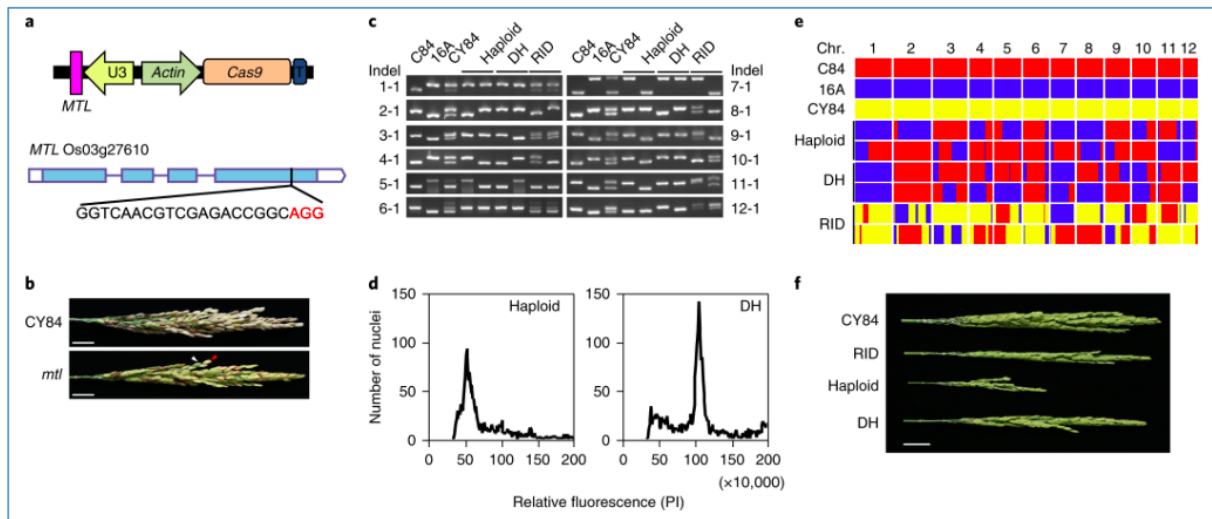 a
U3 Actin Cas9 T
MTL
MTL Os03g27610
GGTCAACGTCGAGACCGGCAGG
b
CY84
mtl
c
C84 16A CY84 Haploid DH RID C84 16A CY84 Haploid DH RID
Indel Indel
1-1 7-1
2-1 8-1
3-1 9-1
4-1 10-1
5-1 11-1
6-1 12-1
d
Number of nuclei
150 Haploid 150 DH
100 100
50 50
0 0
0 50 100 150 200 0 50 100 150 200
(×10,000)
Relative fluorescence (PI)
e
Chr. 1 2 3 4 5 6 7 8 9 10 11 12
C84
16A
CY84
Haploid
DH
RID
f
CY84
RID
Haploid
DH